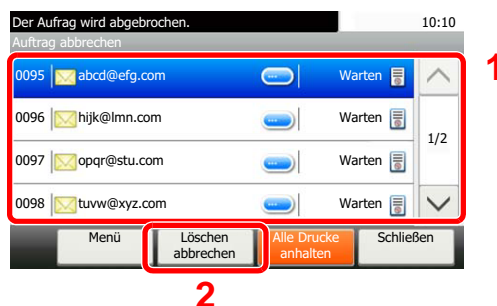 Der Aufrag wird abgebrochen. 10:10
Auftrag abbrechen
1
0095 abcd@efg.com Warten
0096 hijk@lmn.com Warten
1/2
0097 opqr@stu.com Warten
0098 tuvw@xyz.com Warten
Menü Löschen abbrechen Alle Drucke anhalten Schließen
2